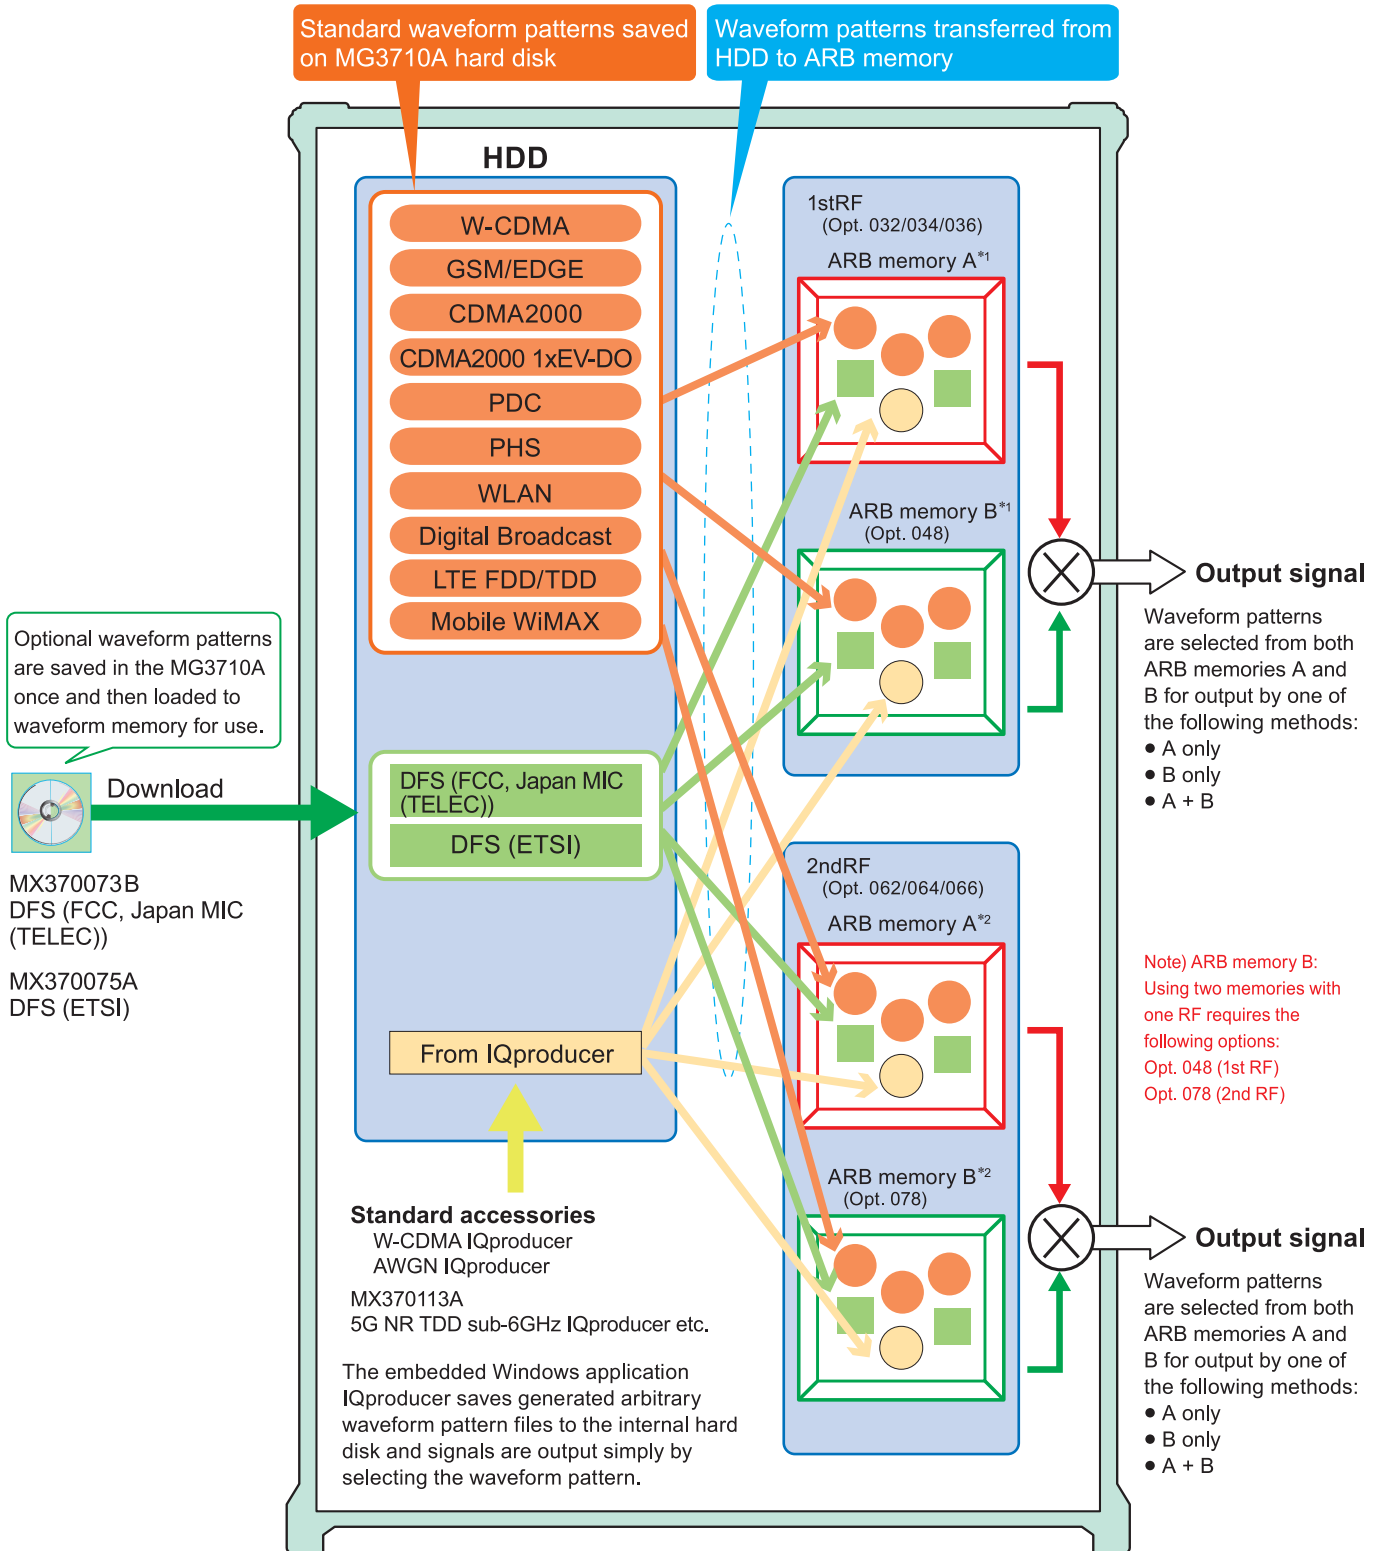 Standard waveform patterns saved
on MG3710A hard disk
Waveform patterns transferred from
HDD to ARB memory
HDD
W-CDMA
GSM/EDGE
CDMA2000
CDMA2000 1xEV-DO
PDC
PHS
WLAN
Digital Broadcast
LTE FDD/TDD
Mobile WiMAX
Optional waveform patterns
are saved in the MG3710A
once and then loaded to
waveform memory for use.
Download
MX370073B
DFS (FCC, Japan MIC
(TELEC))
MX370075A
DFS (ETSI)
DFS (FCC, Japan MIC
(TELEC))
DFS (ETSI)
From IQproducer
Standard accessories
W-CDMA IQproducer
AWGN IQproducer
MX370113A
5G NR TDD sub-6GHz IQproducer etc.
The embedded Windows application
IQproducer saves generated arbitrary
waveform pattern files to the internal hard
disk and signals are output simply by
selecting the waveform pattern.
1stRF
(Opt. 032/034/036)
ARB memory A*1
ARB memory B*1
(Opt. 048)
Output signal
Waveform patterns
are selected from both
ARB memories A and
B for output by one of
the following methods:
● A only
● B only
● A + B
2ndRF
(Opt. 062/064/066)
ARB memory A*2
ARB memory B*2
(Opt. 078)
Note) ARB memory B:
Using two memories with
one RF requires the
following options:
Opt. 048 (1st RF)
Opt. 078 (2nd RF)
Output signal
Waveform patterns
are selected from both
ARB memories A and
B for output by one of
the following methods:
● A only
● B only
● A + B